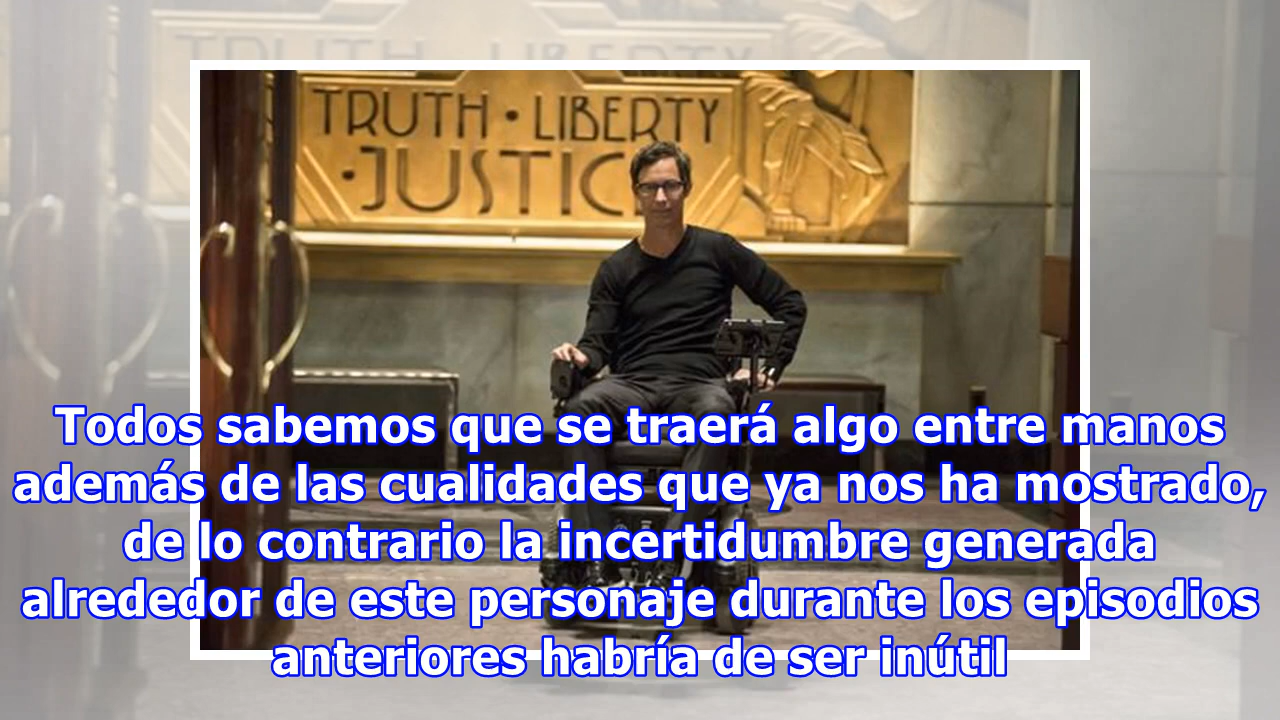 TRUTH • LIBERTY
• JUSTIC
Todos sabemos que se traerá algo entre manos
además de las cualidades que ya nos ha mostrado,
de lo contrario la incertidumbre generada
alrededor de este personaje durante los episodios
anteriores habría de ser inútil